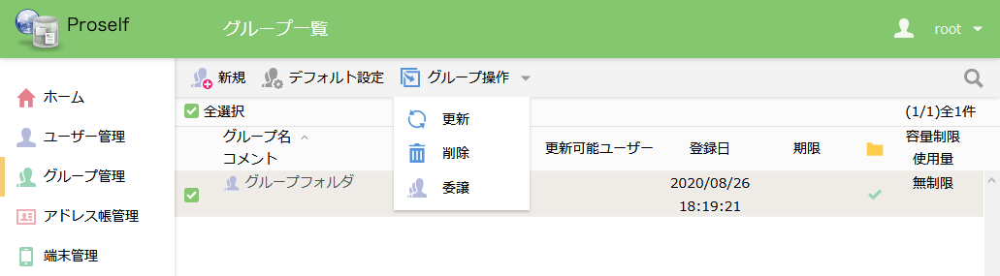 Proself
グループ一覧
root
ホーム
ユーザー管理
グループ管理
アドレス帳管理
端末管理
新規
デフォルト設定
グループ操作
更新
削除
委譲
全選択
(1/1)全1件
グループ名
コメント
更新可能ユーザー
登録日
期限
容量制限
使用量
グループフォルダ
2020/08/26
18:19:21
無制限